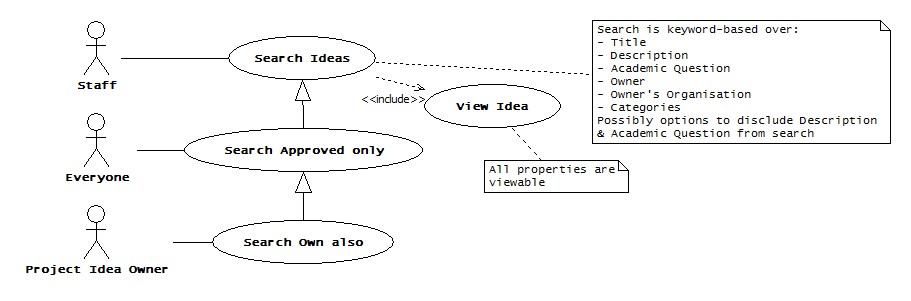 Staff
Search Ideas
<<include>>
View Idea
Search is keyword-based over:
- Title
- Description
- Academic Question
- Owner
- Owner's Organisation
- Categories
Possibly options to disclude Description
& Academic Question from search
Everyone
Search Approved only
All properties are
viewable
Project Idea Owner
Search Own also